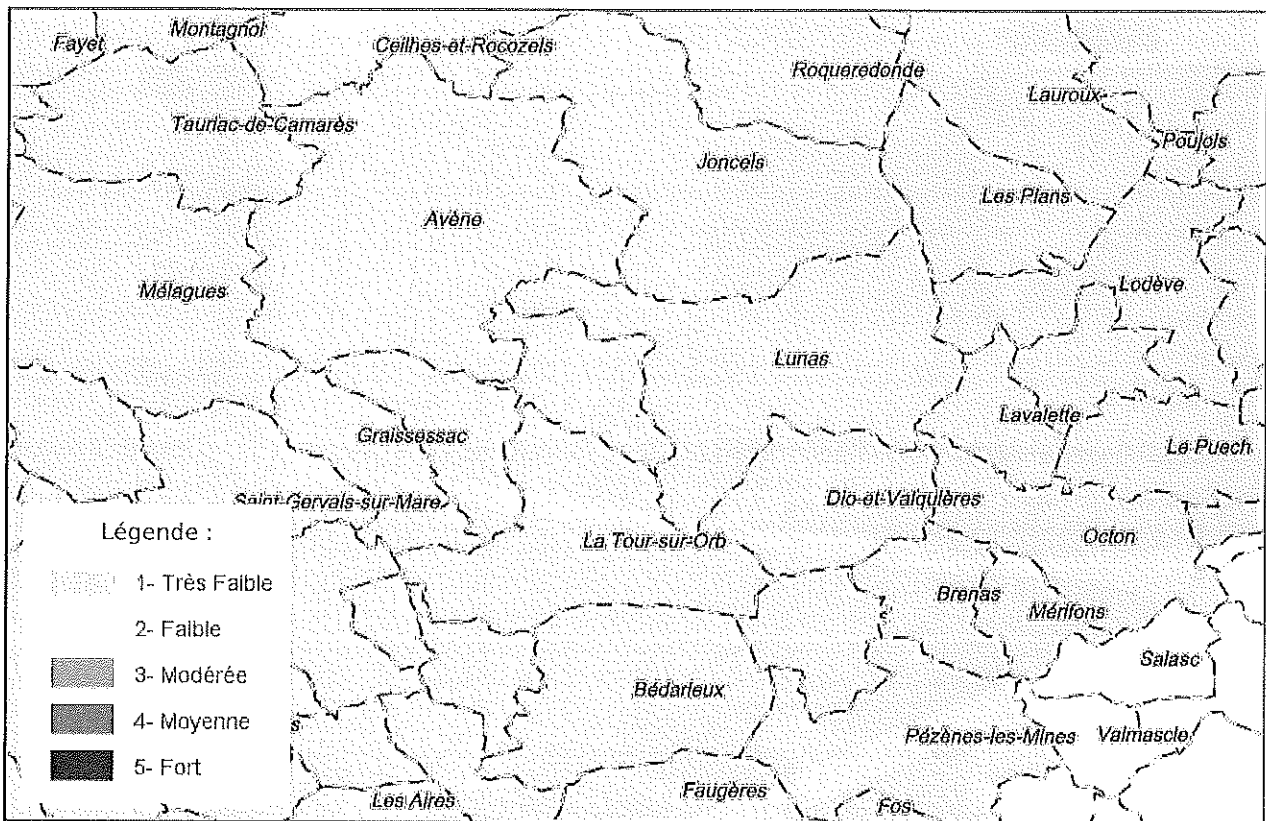 Montagnol
Fayet
Ceilhes-et-Rocozels
Roqueredonde
Lauroux
Tauriac-de-Camarès
Poujols
Joncels
Les Plans
Avène
Mélagues
Lodève
Lunas
Lavalette
Graissessac
Le Puech
Saint-Gervais-sur-Mare
Dio-et-Valquières
La Tour-sur-Orb
Octon
Brenas
Mérifons
Salasc
Bédarieux
Pézènes-les-Mines
Valmascle
Faugères
Les Aires
Fos
Légende :
1- Très Faible
2- Faible
3- Modérée
4- Moyenne
5- Fort